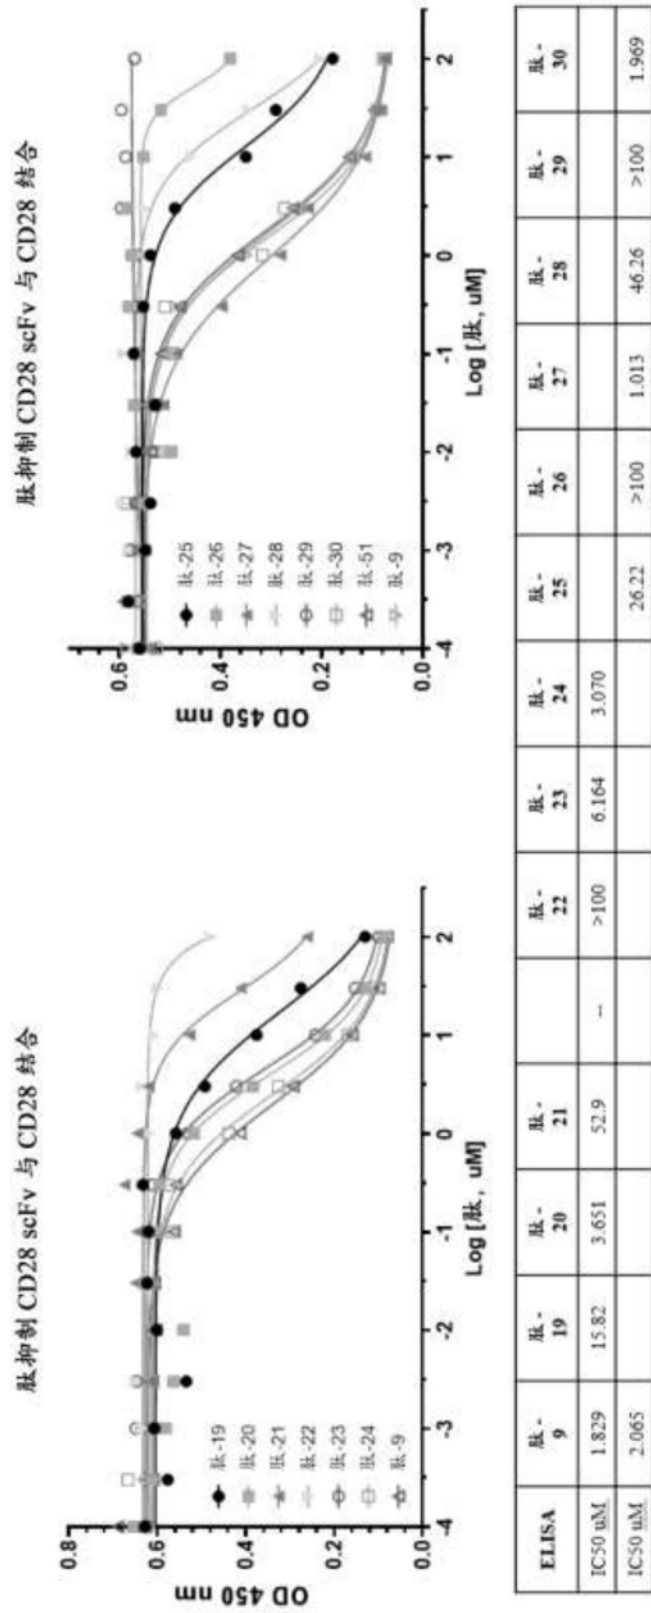 肽抑制 CD28 scFv 与 CD28 结合
0.8
0.6
0.4
0.2
0.0
OD 450 nm
肽-19
肽-20
肽-21
肽-22
肽-23
肽-24
肽-9
-4 -3 -2 -1 0 1 2
Log [肽, uM]
肽抑制 CD28 scFv 与 CD28 结合
0.6
0.4
0.2
0.0
OD 450 nm
肽-25
肽-26
肽-27
肽-28
肽-29
肽-30
肽-51
肽-9
-4 -3 -2 -1 0 1 2
Log [肽, uM]
ELISA 肽-9 肽-19 肽-20 肽-21 肽-22 肽-23 肽-24 肽-25 肽-26 肽-27 肽-28 肽-29 肽-30
IC50 uM 1.829 15.82 3.651 52.9 -- >100 6.164 3.070
IC50 uM 2.065 26.22 >100 1.013 46.26 >100 1.969